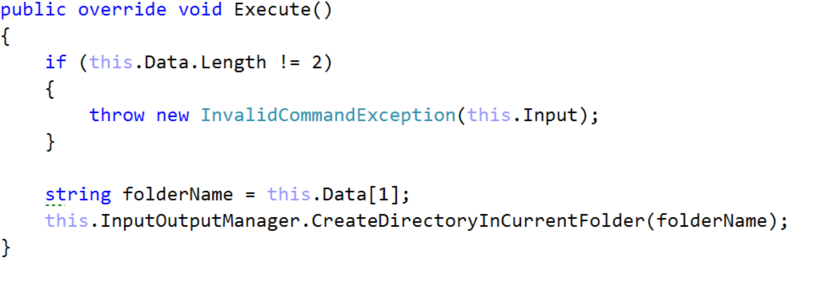 public override void Execute()
{
    if (this.Data.Length != 2)
    {
        throw new InvalidCommandException(this.Input);
    }

    string folderName = this.Data[1];
    this.InputOutputManager.CreateDirectoryInCurrentFolder(folderName);
}